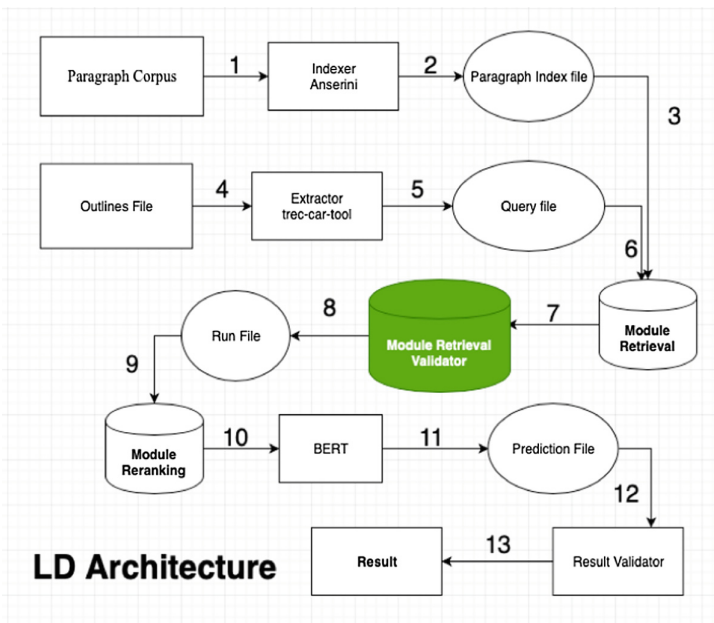 Paragraph Corpus
1
Indexer
Anserini
2
Paragraph Index file
3
Outlines File
4
Extractor
trec-car-tool
5
Query file
6
Module
Retrieval
7
Module Retrieval
Validator
8
Run File
9
Module
Reranking
10
BERT
11
Prediction File
12
Result Validator
13
Result
LD Architecture